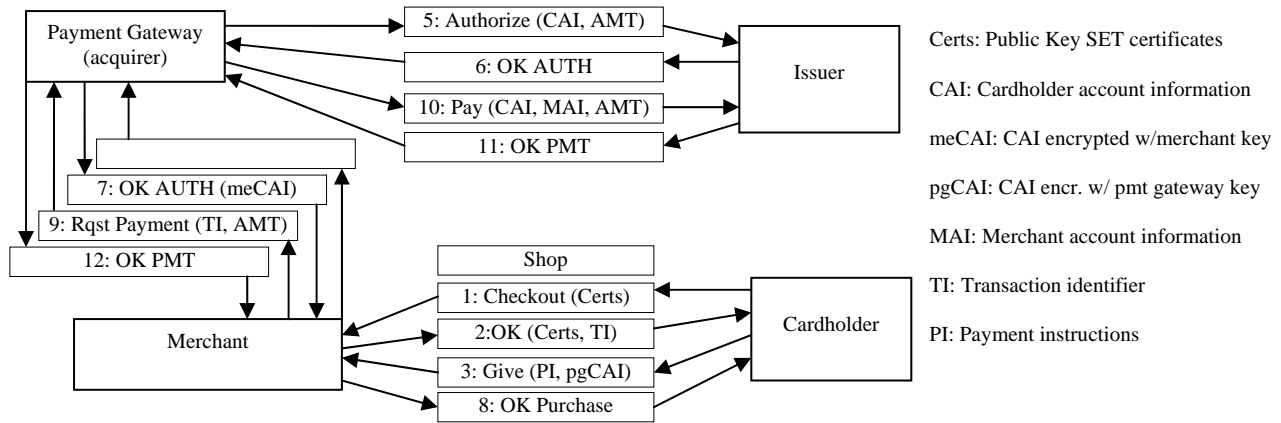 Payment Gateway
(acquirer)
5: Authorize (CAI, AMT)
6: OK AUTH
10: Pay (CAI, MAI, AMT)
11: OK PMT
Issuer
7: OK AUTH (meCAI)
9: Rqst Payment (TI, AMT)
12: OK PMT
Merchant
Shop
1: Checkout (Certs)
2:OK (Certs, TI)
3: Give (PI, pgCAI)
8: OK Purchase
Cardholder
Certs: Public Key SET certificates
CAI: Cardholder account information
meCAI: CAI encrypted w/merchant key
pgCAI: CAI encr. w/ pmt gateway key
MAI: Merchant account information
TI: Transaction identifier
PI: Payment instructions